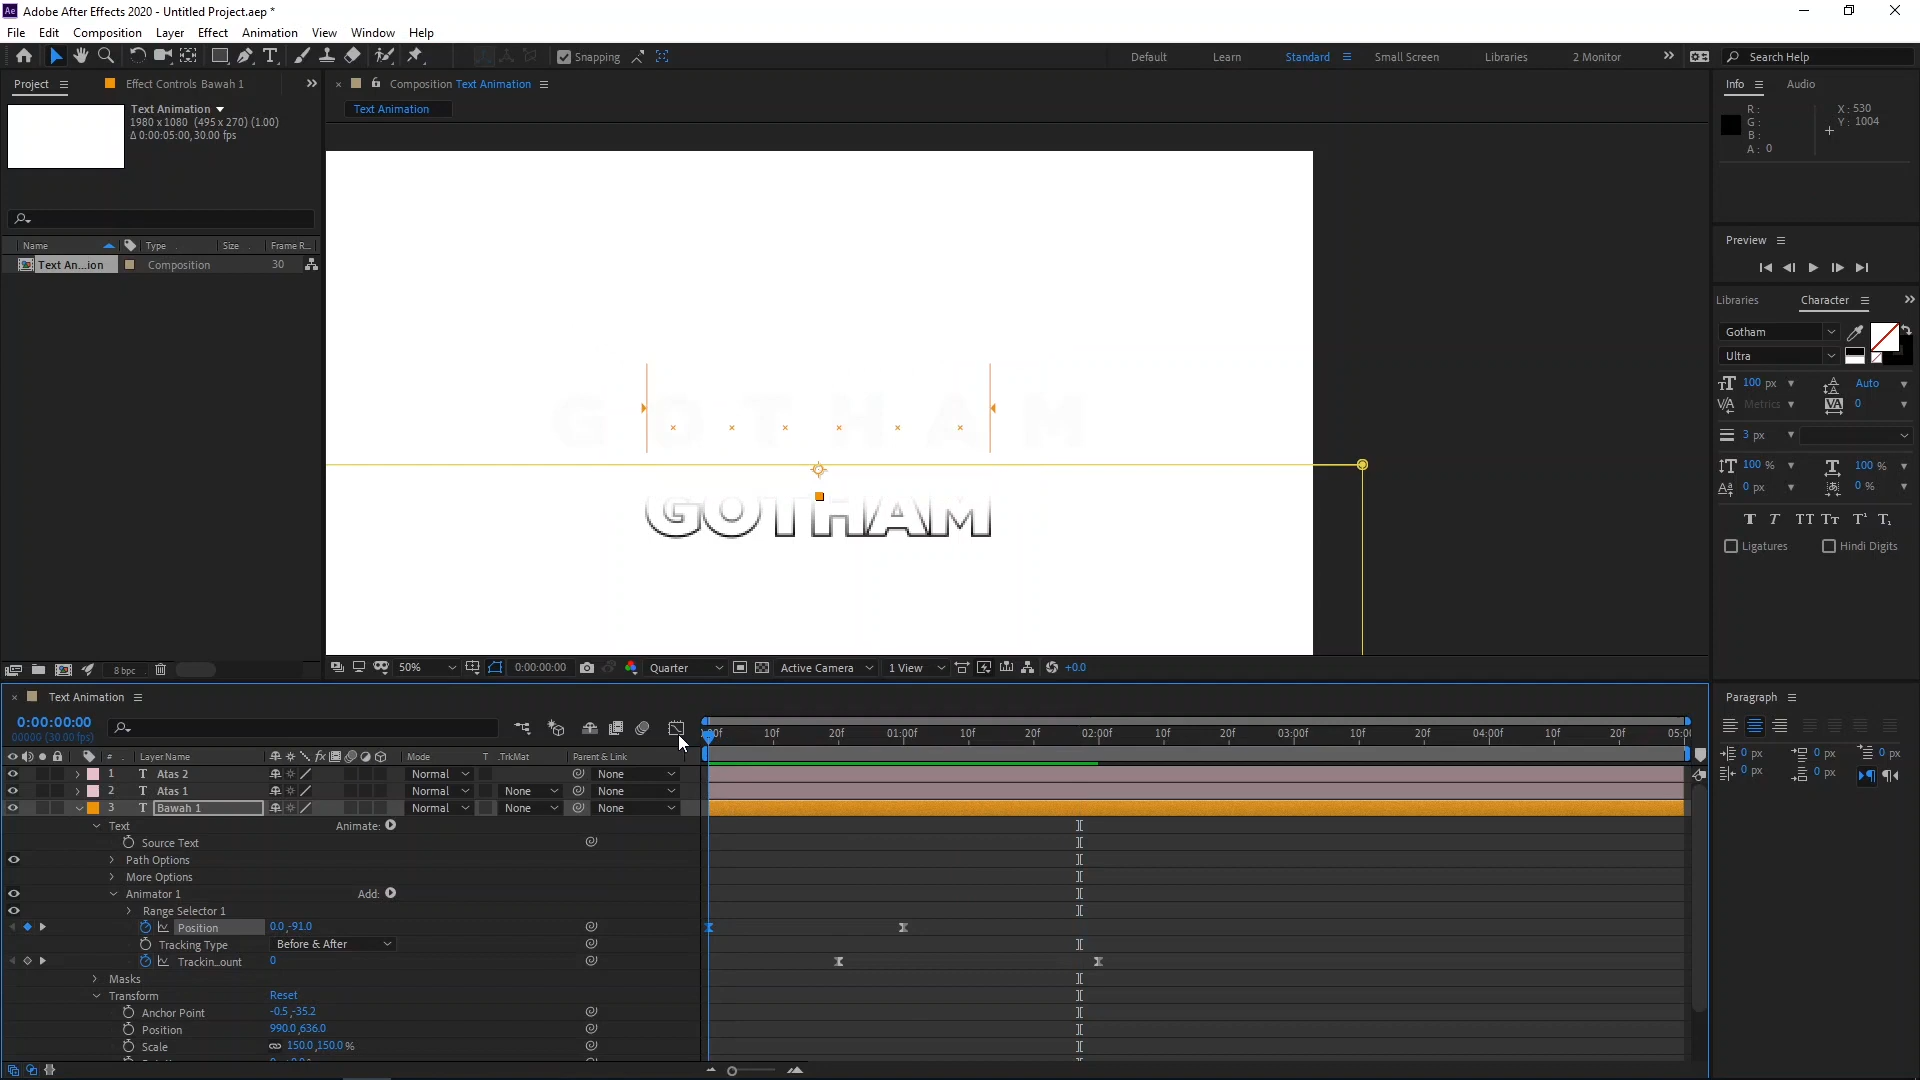 Ae Adobe After Effects 2020 - Untitled Project.aep *
File Edit Composition Layer Effect Animation View Window Help
Snapping Default Learn Standard Small Screen Libraries 2 Monitor Search Help
Project Effect Controls Bawah 1
Composition Text Animation
Info Audio
Text Animation
1980 x 1080 (495 x 270) (1.00)
Δ 0:00:05:00, 30.00 fps
Text Animation
R:
G:
B:
A: 0
X: 530
Y: 1004
Name Type Size Frame R...
Text An...ion Composition 30
Preview
Libraries Character
Gotham
Ultra
100 px Auto
Metrics 0
3 px
100 % 100 %
0 px 0 %
T T TT Tt T¹ T₁
Ligatures Hindi Digits
GOTHAM
GOTHAM
8 bpc
50% 0:00:00:00 Quarter Active Camera 1 View +0.0
Text Animation
Paragraph
0:00:00:00
00000 (30.00 fps)
:00f 10f 20f 01:00f 10f 20f 02:00f 10f 20f 03:00f 10f 20f 04:00f 10f 20f 05:0
0 px 0 px 0 px
0 px 0 px
# Layer Name Mode T .TrkMat Parent & Link
1 T Atas 2 Normal None
2 T Atas 1 Normal None None
3 T Bawah 1 Normal None None
Text Animate:
Source Text
Path Options
More Options
Animator 1 Add:
Range Selector 1
Position 0.0,-91.0
Tracking Type Before & After
Trackin...ount 0
Masks
Transform Reset
Anchor Point -0.5,-35.2
Position 990.0,636.0
Scale 150.0,150.0%